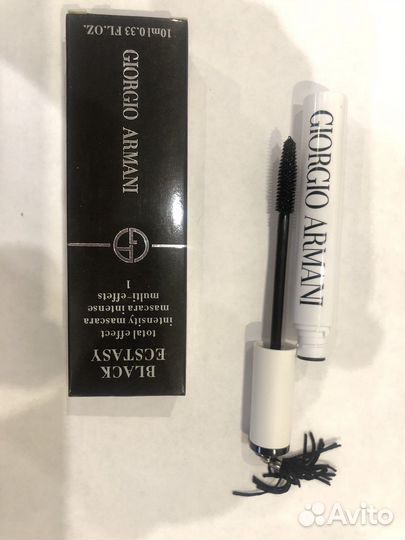 BLACK
ECSTASY
total effect
intensity mascara
mascara intense
multi-effets
1
GIORGIO ARMANI
10ml 0.33 FL.OZ.
GIORGIO ARMANI
Avito